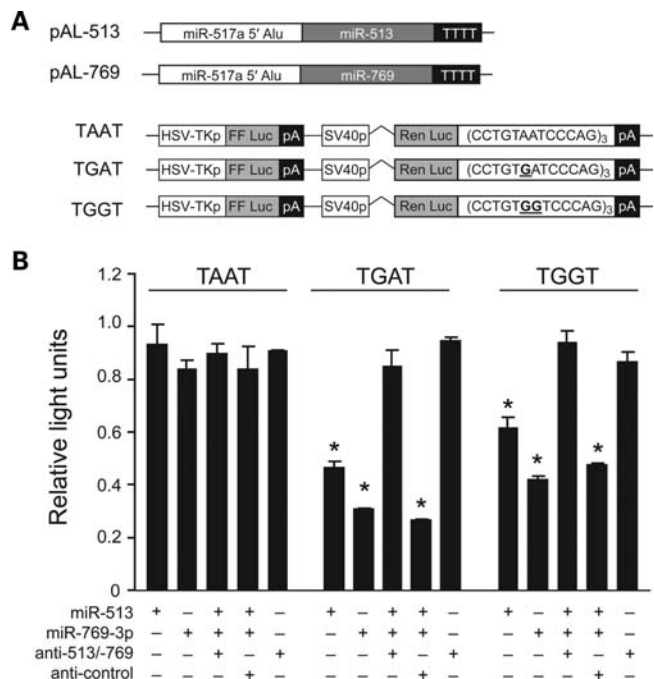 A
pAL-513 miR-517a 5' Alu miR-513 TTTT
pAL-769 miR-517a 5' Alu miR-769 TTTT
TAAT HSV-TKp FF Luc pA SV40p Ren Luc (CCTGTAATCCCAG)3 pA
TGAT HSV-TKp FF Luc pA SV40p Ren Luc (CCTGTGATCCCAG)3 pA
TGGT HSV-TKp FF Luc pA SV40p Ren Luc (CCTGTGGTCCCAG)3 pA
B
TAAT TGAT TGGT
Relative light units
1.2
1.0
0.8
0.6
0.4
0.2
0
* * * * * *
miR-513 + – + + – + – + + – + – + + –
miR-769-3p – + + + – – + + + – – + + + –
anti-513/-769 – – + – + – – + – + – – + – +
anti-control – – – + – – – – + – – – – + –